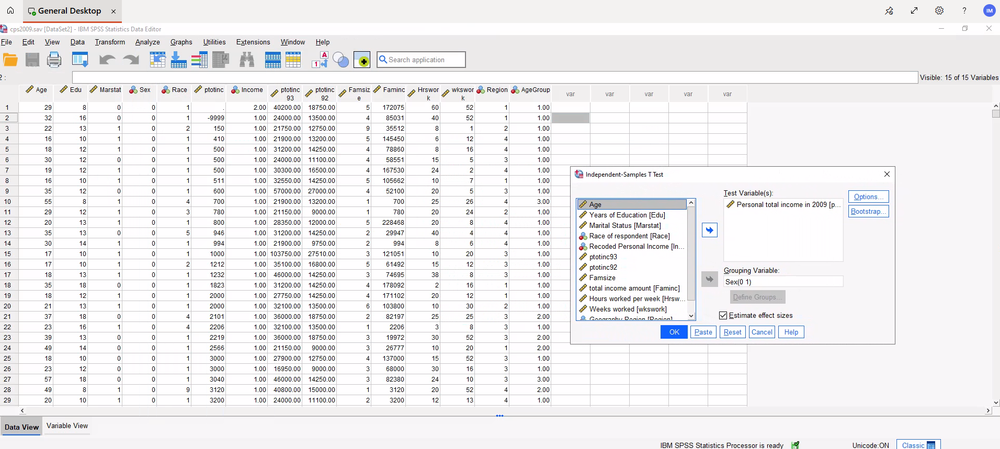 General Desktop
IM
cps2009.sav [DataSet2] - IBM SPSS Statistics Data Editor
File Edit View Data Transform Analyze Graphs Utilities Extensions Window Help
Search application
2 :
Visible: 15 of 15 Variables
Age Edu Marstat Sex Race ptotinc Income ptotinc93 ptotinc92 Famsize Faminc Hrswork wkswork Region AgeGroup var var var var var
1 29 8 0 0 1 . 2.00 40200.00 18750.00 5 172075 60 52 1 1.00
2 32 16 0 0 1 -9999 1.00 24000.00 13500.00 4 85031 40 52 1 1.00
3 22 13 1 0 2 150 1.00 21750.00 12750.00 9 35512 8 1 2 1.00
4 16 10 1 0 1 410 1.00 21900.00 13200.00 5 145450 6 12 4 1.00
5 18 12 1 0 1 500 1.00 31200.00 14250.00 4 78860 8 16 4 1.00
6 30 12 0 0 1 500 1.00 24000.00 11100.00 4 58551 15 5 3 1.00
7 19 12 1 0 1 500 1.00 30300.00 16500.00 4 167530 24 2 4 1.00
8 16 10 1 0 1 511 1.00 32550.00 14250.00 5 105662 10 7 1 1.00
9 35 12 0 0 1 600 1.00 57000.00 27000.00 4 52100 20 5 3 1.00
10 55 8 1 0 4 700 1.00 21900.00 13200.00 1 700 25 26 4 3.00
11 29 12 1 0 3 780 1.00 21150.00 9000.00 1 780 20 24 2 1.00
12 20 13 1 0 1 800 1.00 28350.00 12000.00 5 228468 20 8 4 1.00
13 35 13 0 0 5 946 1.00 31200.00 14250.00 2 29947 40 4 4 1.00
14 30 14 1 0 1 994 1.00 21900.00 9750.00 2 994 8 6 4 1.00
15 17 10 1 0 1 1000 1.00 103750.00 27510.00 3 121051 10 20 3 1.00
16 17 10 1 0 2 1212 1.00 35100.00 16800.00 5 61492 15 12 3 1.00
17 18 13 1 0 1 1232 1.00 46000.00 14250.00 3 74695 38 8 3 1.00
18 35 18 0 0 1 1823 1.00 31200.00 14250.00 4 178092 2 16 1 1.00
19 18 12 1 0 1 2000 1.00 27750.00 14250.00 4 171102 20 12 1 1.00
20 21 13 1 0 1 2000 1.00 32100.00 13500.00 6 103800 10 30 2 1.00
21 37 18 0 0 4 2101 1.00 36000.00 18750.00 2 82197 25 25 3 2.00
22 23 16 1 0 4 2206 1.00 32100.00 13500.00 1 2206 3 8 3 1.00
23 39 13 0 0 1 2219 1.00 36000.00 18750.00 3 19972 30 52 3 2.00
24 49 14 0 0 1 2566 1.00 21150.00 9000.00 3 26777 10 20 1 2.00
25 18 10 0 0 1 3000 1.00 27900.00 12750.00 4 137000 15 52 3 1.00
26 23 12 0 0 1 3000 1.00 16950.00 9000.00 3 68000 30 16 3 1.00
27 57 18 0 0 1 3040 1.00 46000.00 14250.00 3 82380 24 10 3 3.00
28 49 8 1 0 9 3120 1.00 40800.00 15000.00 1 3120 20 52 4 2.00
29 20 10 1 0 1 3200 1.00 24000.00 11100.00 2 3200 12 13 4 1.00
Independent-Samples T Test
Age
Years of Education [Edu]
Marital Status [Marstat]
Race of respondent [Race]
Recoded Personal Income [In...
ptotinc93
ptotinc92
Famsize
total income amount [Faminc]
Hours worked per week [Hrsw...
Weeks worked [wkswork]
Geography Region [Region]
Test Variable(s):
Personal total income in 2009 [p...
Options...
Bootstrap...
Grouping Variable:
Sex(0 1)
Define Groups...
Estimate effect sizes
OK Paste Reset Cancel Help
Data View Variable View
IBM SPSS Statistics Processor is ready
Unicode:ON
Classic